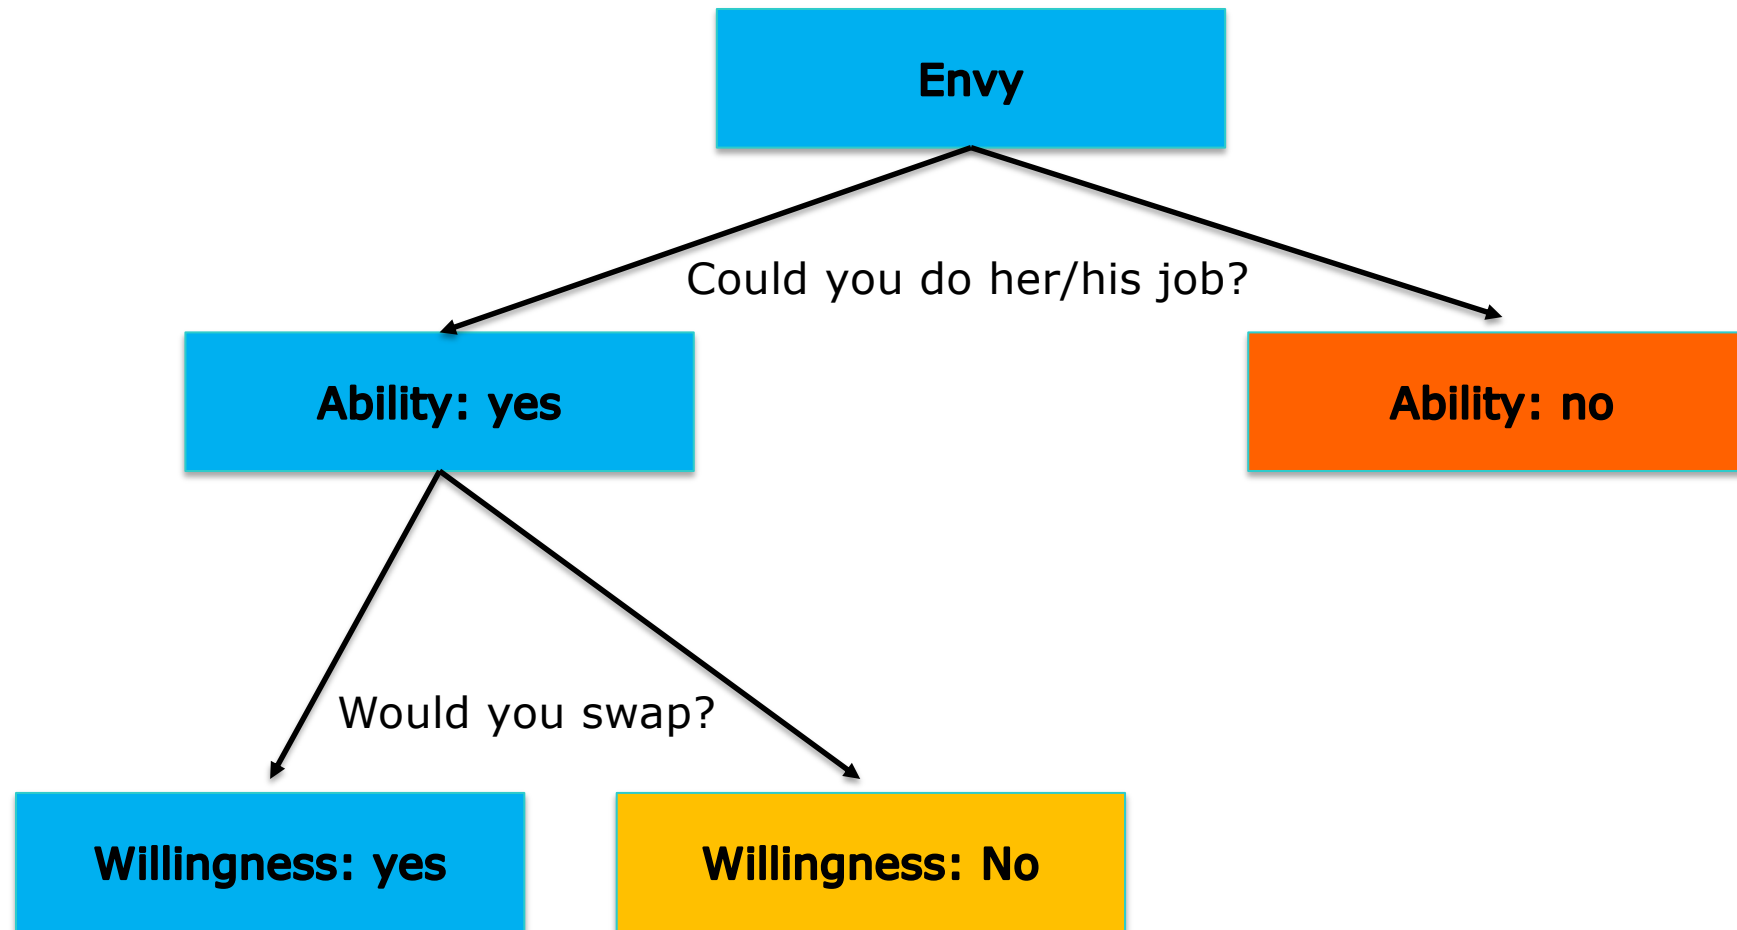 Envy
Could you do her/his job?
Ability: yes
Ability: no
Would you swap?
Willingness: yes
Willingness: No